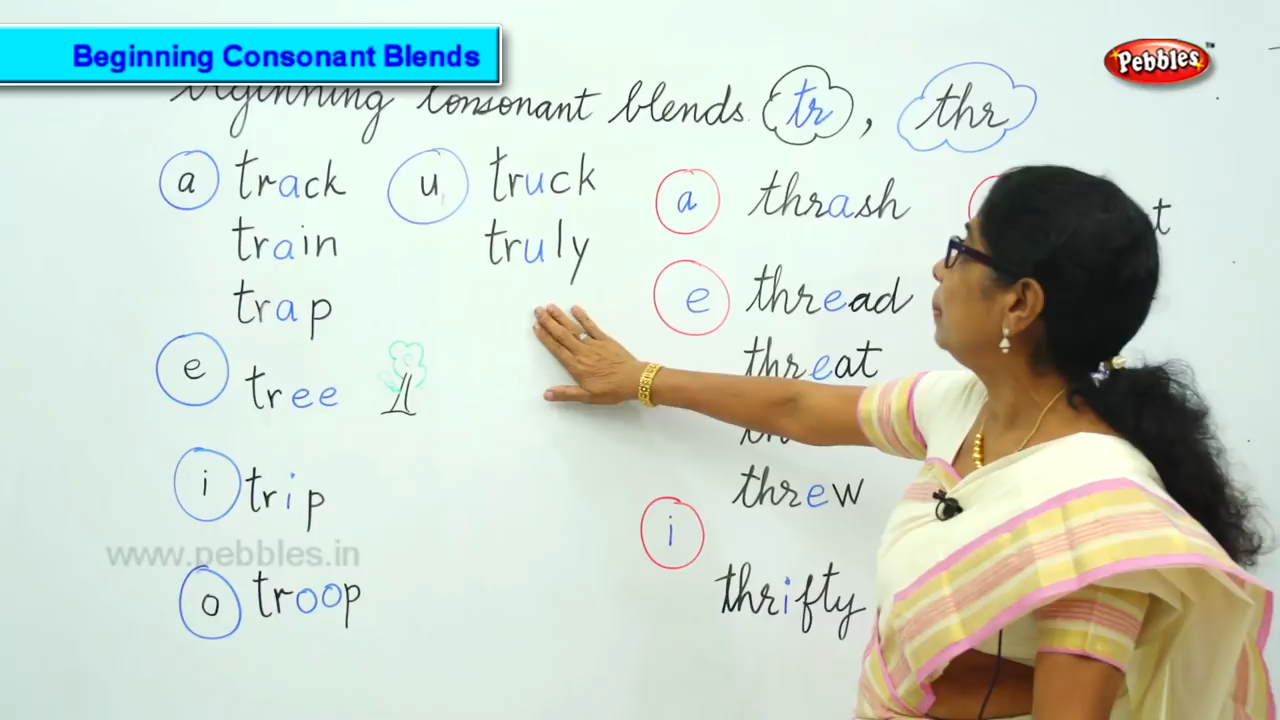 Beginning Consonant Blends
Pebbles™
Beginning Consonant blends. tr, thr
a track
train
trap
e tree
i trip
o troop
u truck
truly
a thrash
e thread
threat
threw
i
thrifty
t
www.pebbles.in